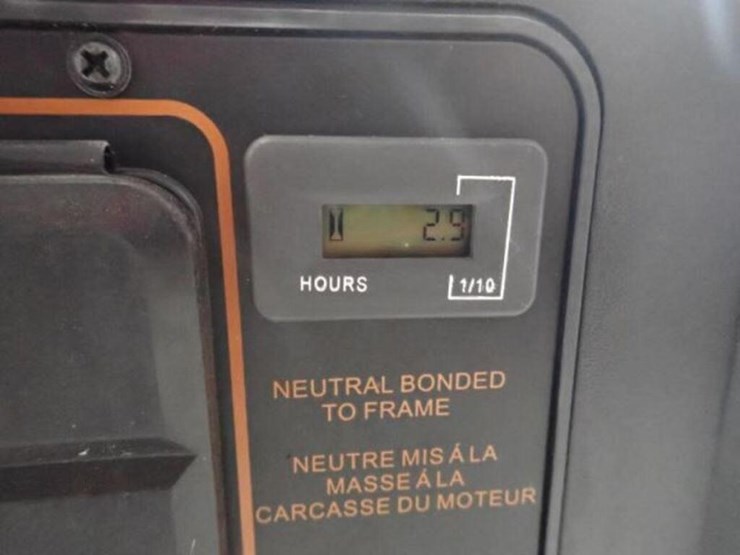 2.9
HOURS
1/10
NEUTRAL BONDED
TO FRAME
NEUTRE MIS Á LA
MASSE Á LA
CARCASSE DU MOTEUR